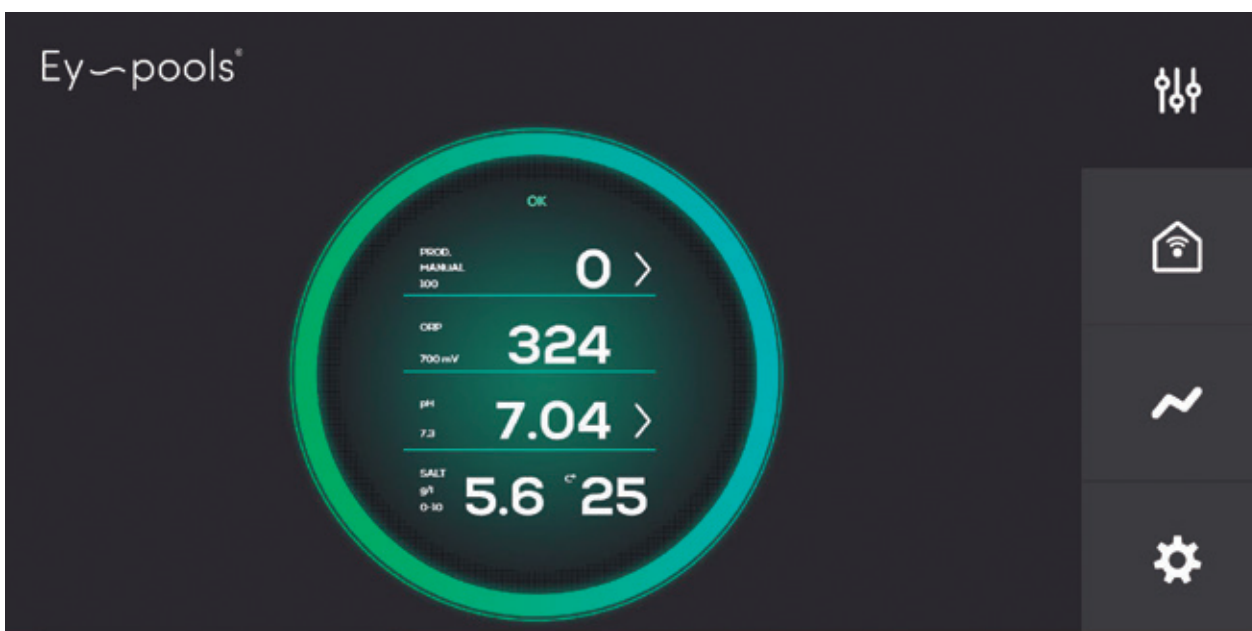 Ey~pools®
OK
PROD.
MANUAL
100
0
ORP
700 mV
324
pH
7.3
7.04
SALT
g/l
0-10
5.6
C°
25